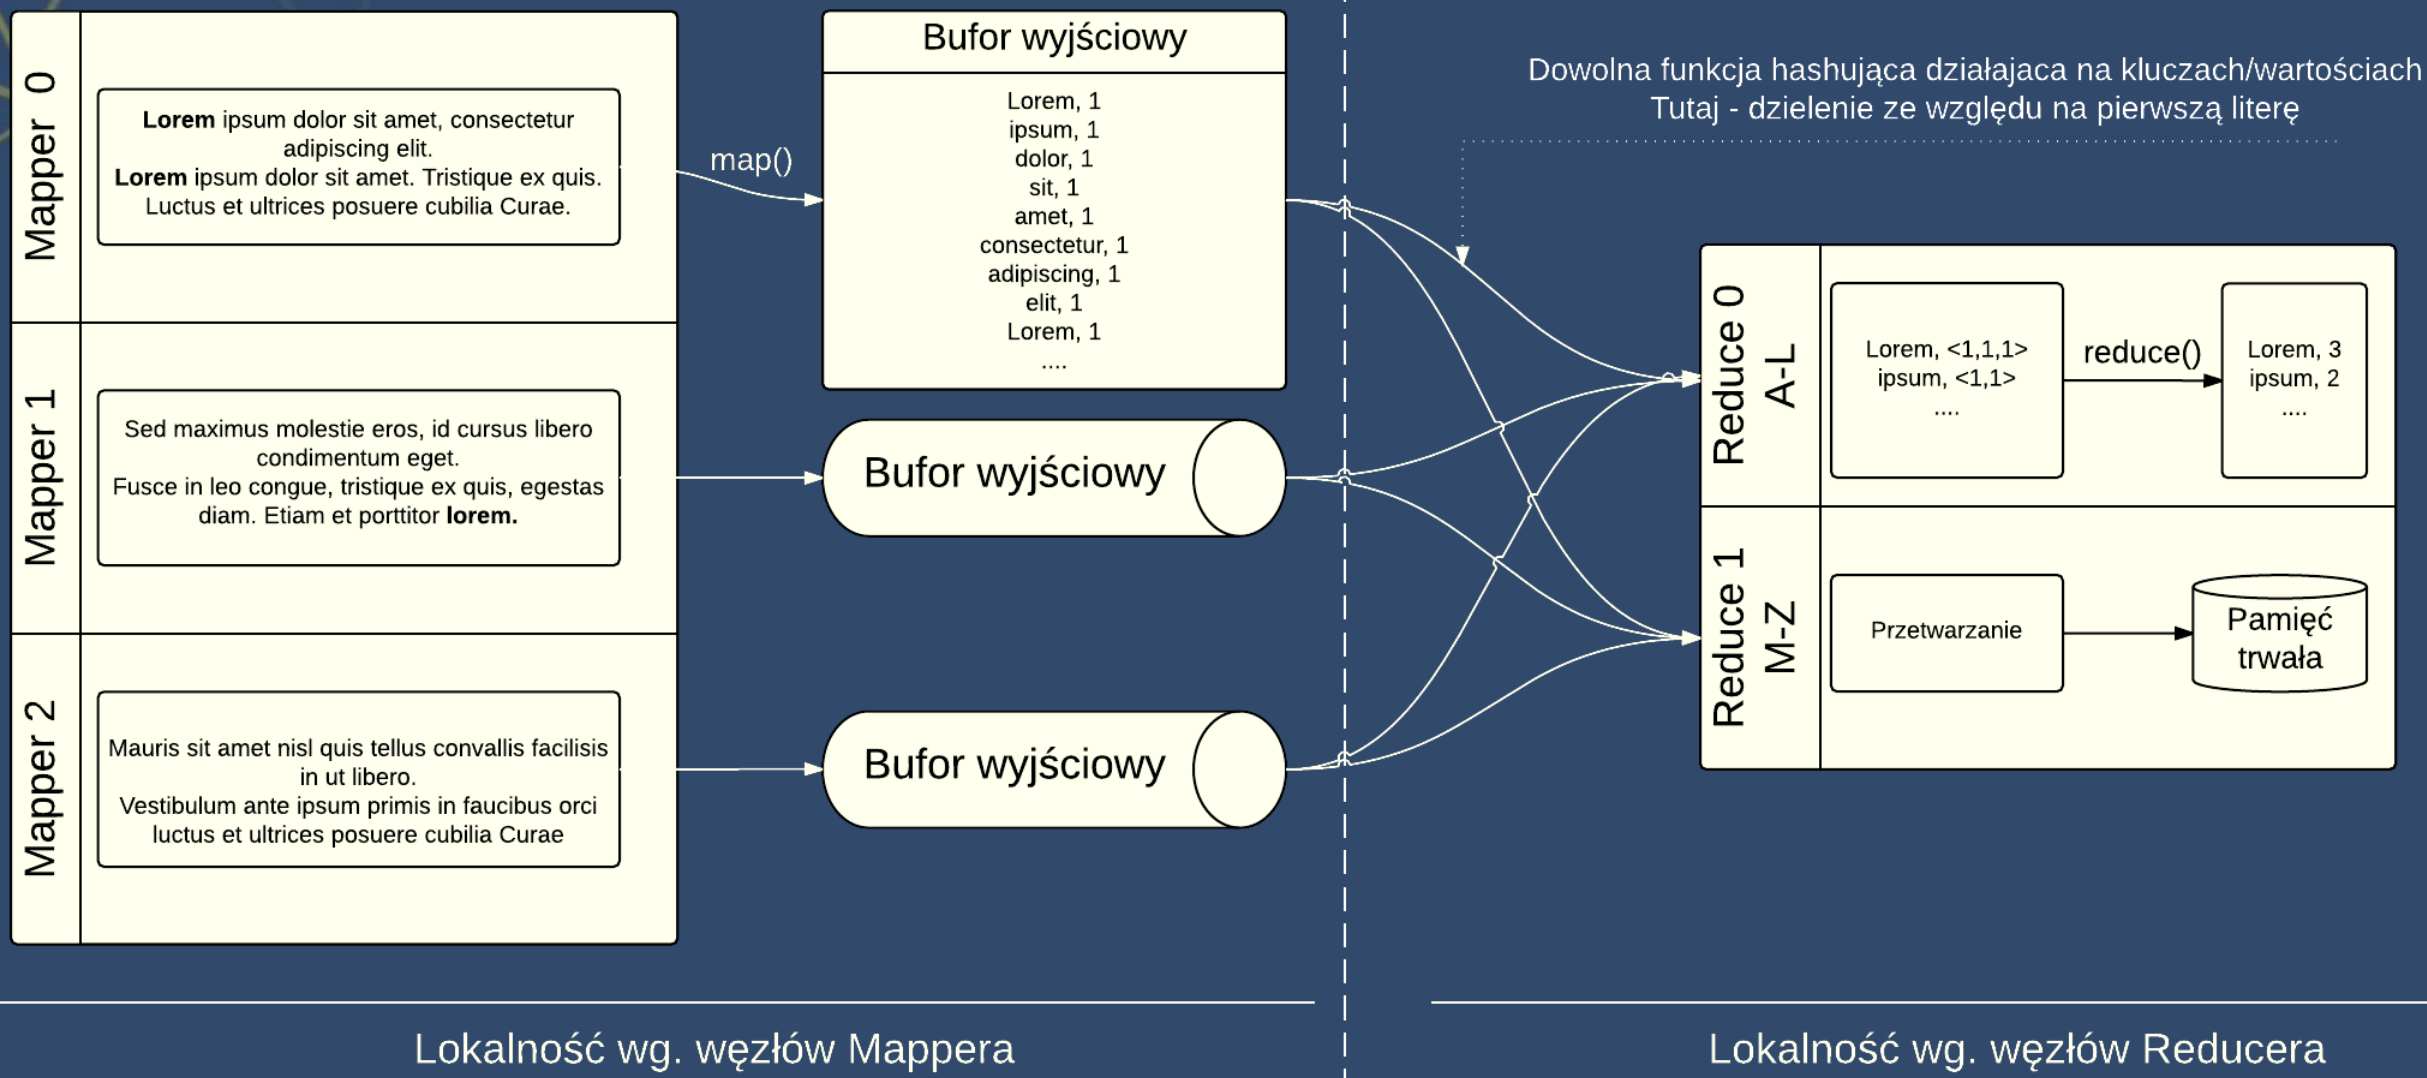 Mapper 0
Lorem ipsum dolor sit amet, consectetur
adipiscing elit.
Lorem ipsum dolor sit amet. Tristique ex quis.
Luctus et ultrices posuere cubilia Curae.
map()
Bufor wyjściowy
Lorem, 1
ipsum, 1
dolor, 1
sit, 1
amet, 1
consectetur, 1
adipiscing, 1
elit, 1
Lorem, 1
....
Dowolna funkcja hashująca działajaca na kluczach/wartościach
Tutaj - dzielenie ze względu na pierwszą literę
Mapper 1
Sed maximus molestie eros, id cursus libero
condimentum eget.
Fusce in leo congue, tristique ex quis, egestas
diam. Etiam et porttitor lorem.
Bufor wyjściowy
Mapper 2
Mauris sit amet nisl quis tellus convallis facilisis
in ut libero.
Vestibulum ante ipsum primis in faucibus orci
luctus et ultrices posuere cubilia Curae
Bufor wyjściowy
Reduce 0
A-L
Lorem, <1,1,1>
ipsum, <1,1>
....
reduce()
Lorem, 3
ipsum, 2
....
Reduce 1
M-Z
Przetwarzanie
Pamięć
trwała
Lokalność wg. węzłów Mappera
Lokalność wg. węzłów Reducera